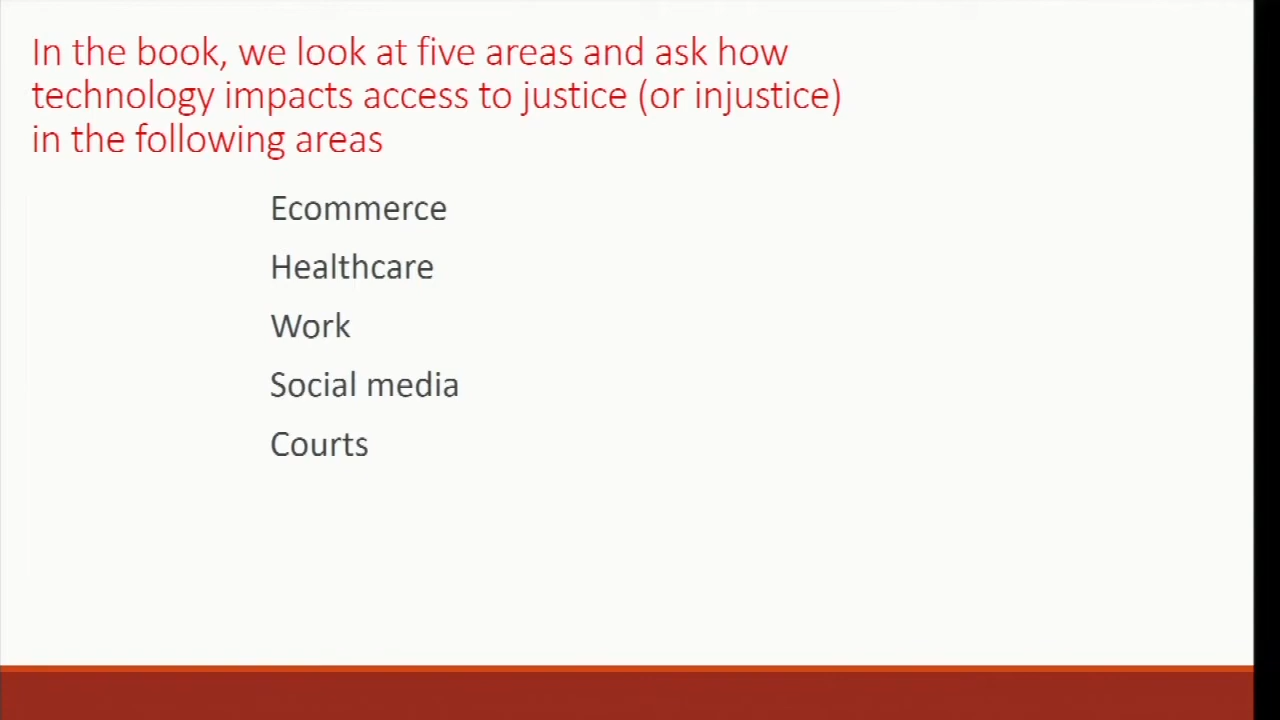 In the book, we look at five areas and ask how
technology impacts access to justice (or injustice)
in the following areas
Ecommerce
Healthcare
Work
Social media
Courts